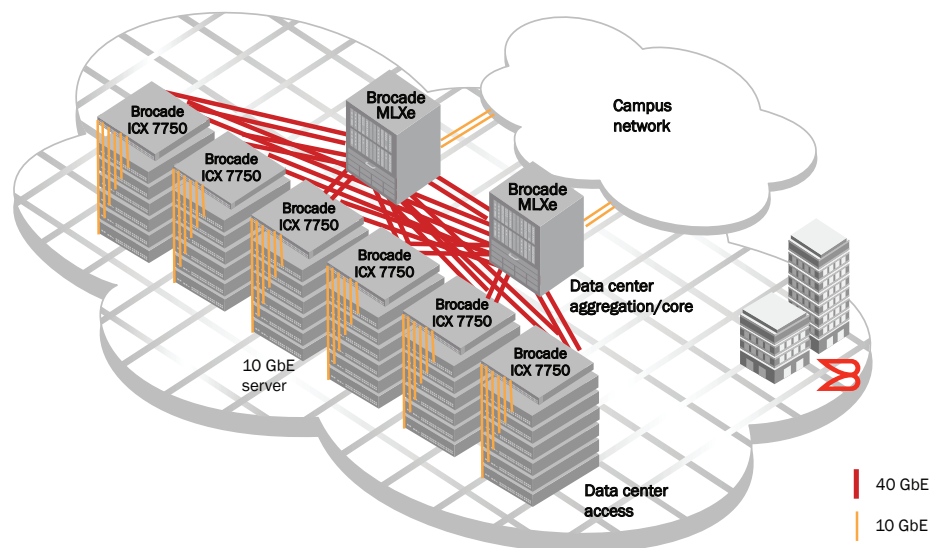 Brocade
ICX 7750
Brocade
MLXe
Campus
network
Brocade
ICX 7750
Brocade
MLXe
Brocade
ICX 7750
Brocade
ICX 7750
Data center
aggregation/core
Brocade
ICX 7750
Brocade
ICX 7750
10 GbE
server
Data center
access
40 GbE
10 GbE